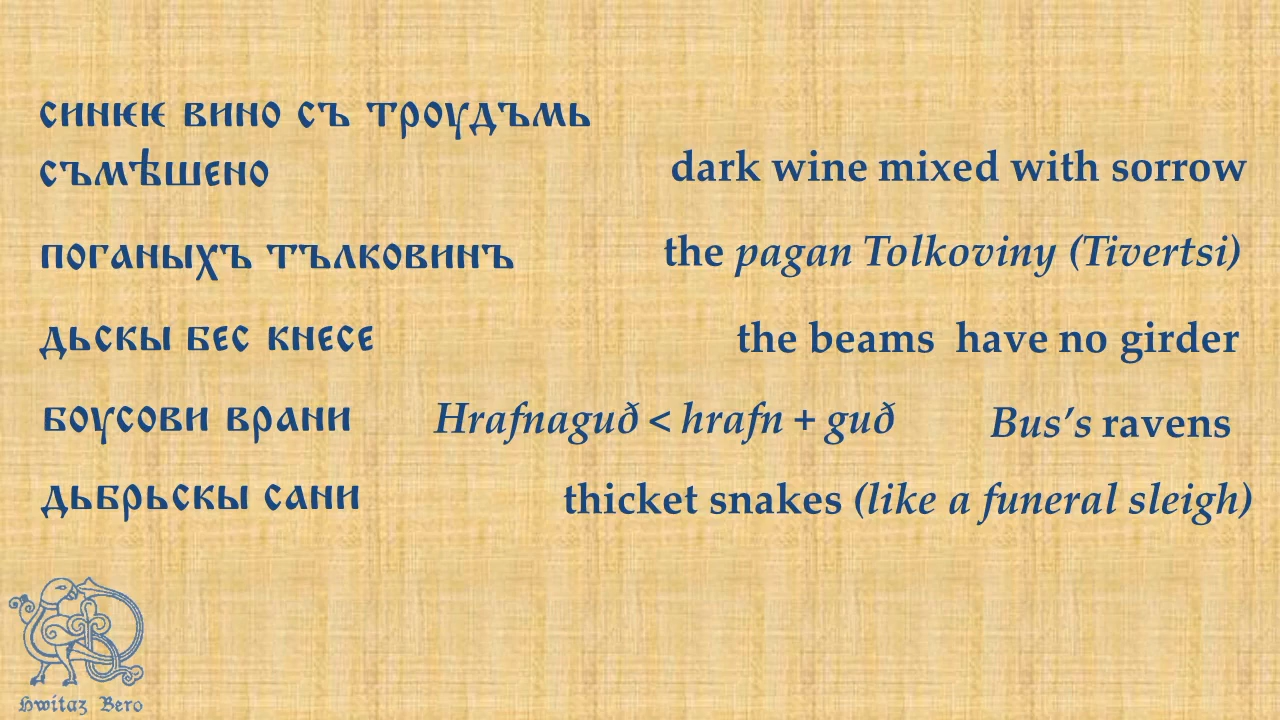 синѥѥ вино съ троудъмь
съмѣшено
dark wine mixed with sorrow
поганыхъ тълковинъ
the pagan Tolkoviny (Tivertsi)
дьскы бес кнесе
the beams have no girder
боусови врани
Hrafnaguð < hrafn + guð
Bus’s ravens
дьбрьскы сани
thicket snakes (like a funeral sleigh)
Hwitaz Bero